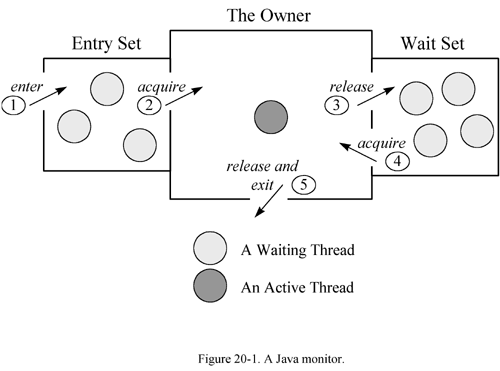 The Owner
Entry Set
Wait Set
enter
1
acquire
2
release
3
acquire
4
release and
exit
5
A Waiting Thread
An Active Thread
Figure 20-1. A Java monitor.